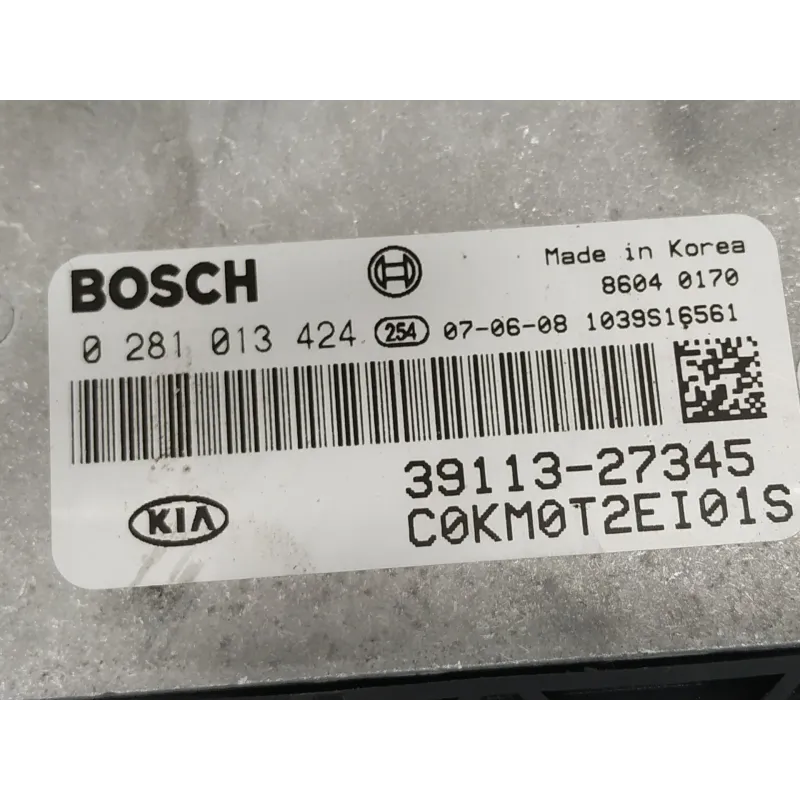 BOSCH
Made in Korea
8604 0170
0 281 013 424 254 07-06-08 1039S16561
39113-27345
KIA
C0KM0T2EI01S